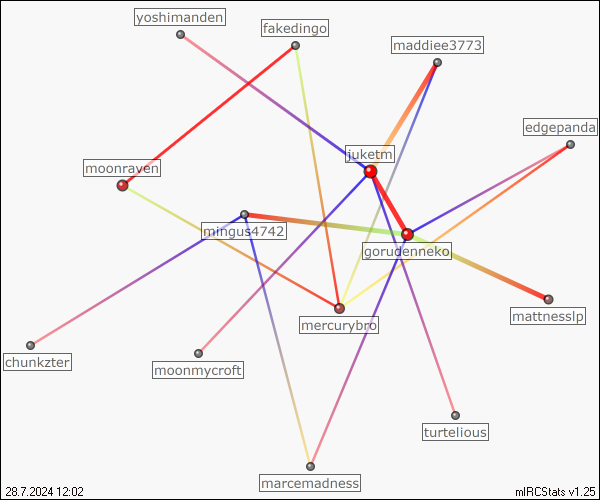 yoshimanden
fakedingo
maddiee3773
edgepanda
juketm
moonraven
mingus4742
gorudenneko
mattnesslp
mercurybro
chunkzter
moonmycroft
turtelious
marcemadness
28.7.2024 12:02
mIRCStats v1.25